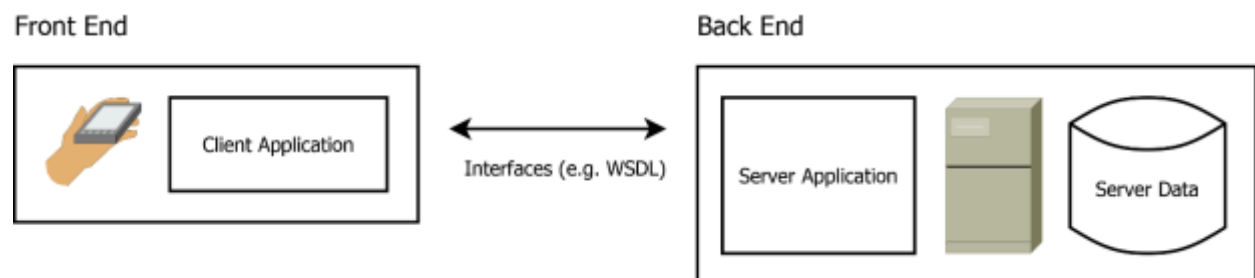 Front End
Back End
Client Application
Interfaces (e.g. WSDL)
Server Application
Server Data